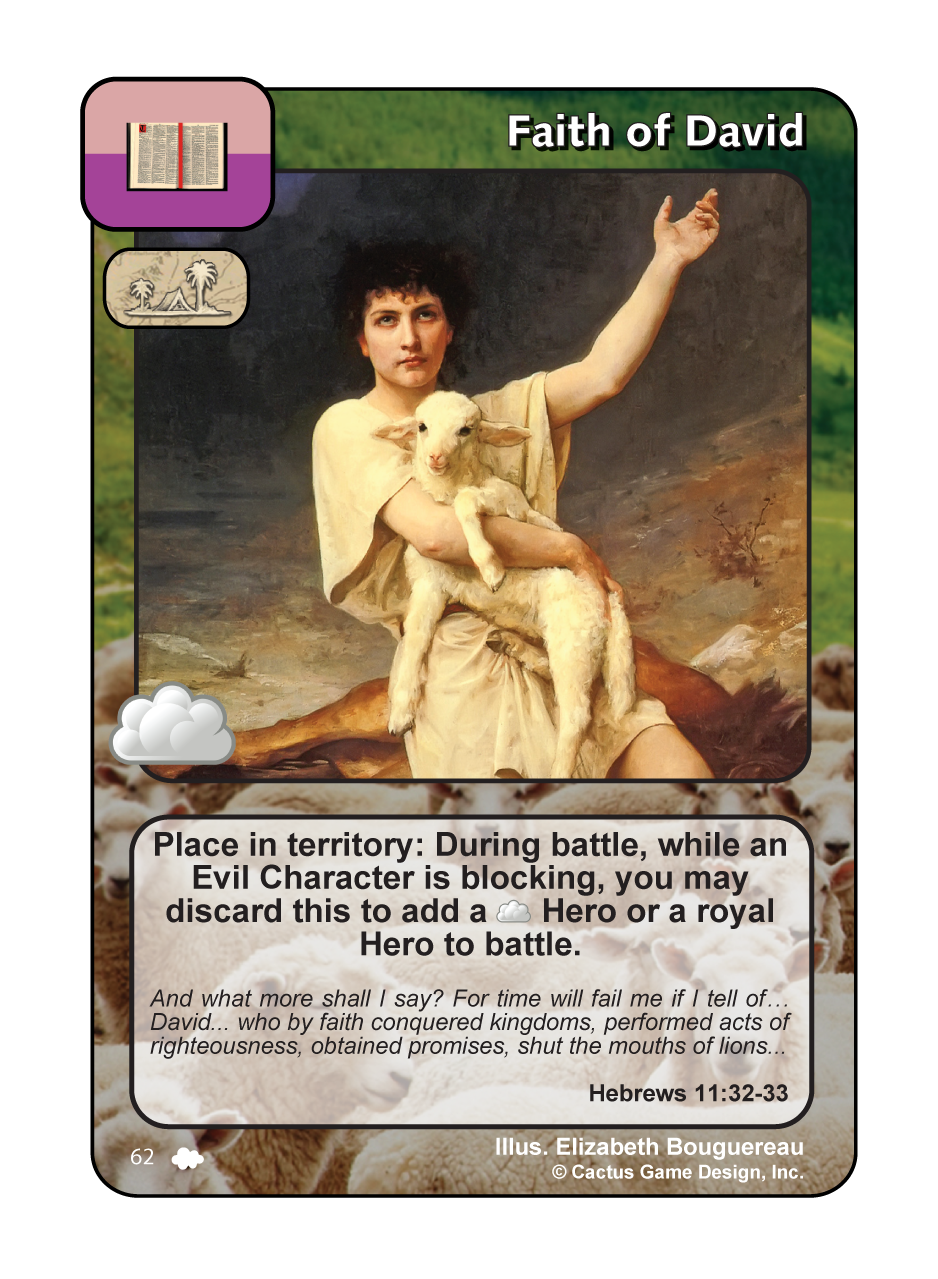 Faith of David
Place in territory: During battle, while an
Evil Character is blocking, you may
discard this to add a Hero or a royal
Hero to battle.
And what more shall I say? For time will fail me if I tell of…
David... who by faith conquered kingdoms, performed acts of
righteousness, obtained promises, shut the mouths of lions...
Hebrews 11:32-33
62
Illus. Elizabeth Bouguereau
© Cactus Game Design, Inc.